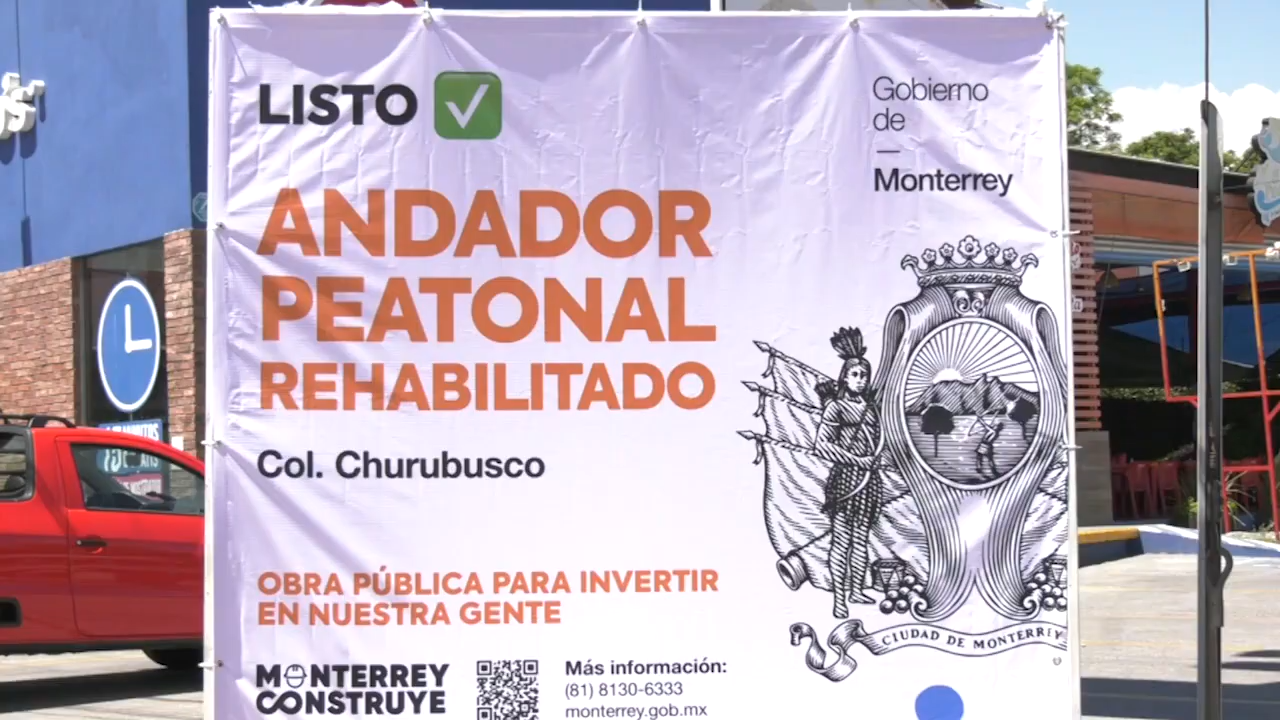 LISTO ✅
Gobierno
de
—
Monterrey
ANDADOR
PEATONAL
REHABILITADO
Col. Churubusco
OBRA PÚBLICA PARA INVERTIR
EN NUESTRA GENTE
CIUDAD DE MONTERREY
MONTERREY
CONSTRUYE
Más información:
(81) 8130-6333
monterrey.gob.mx